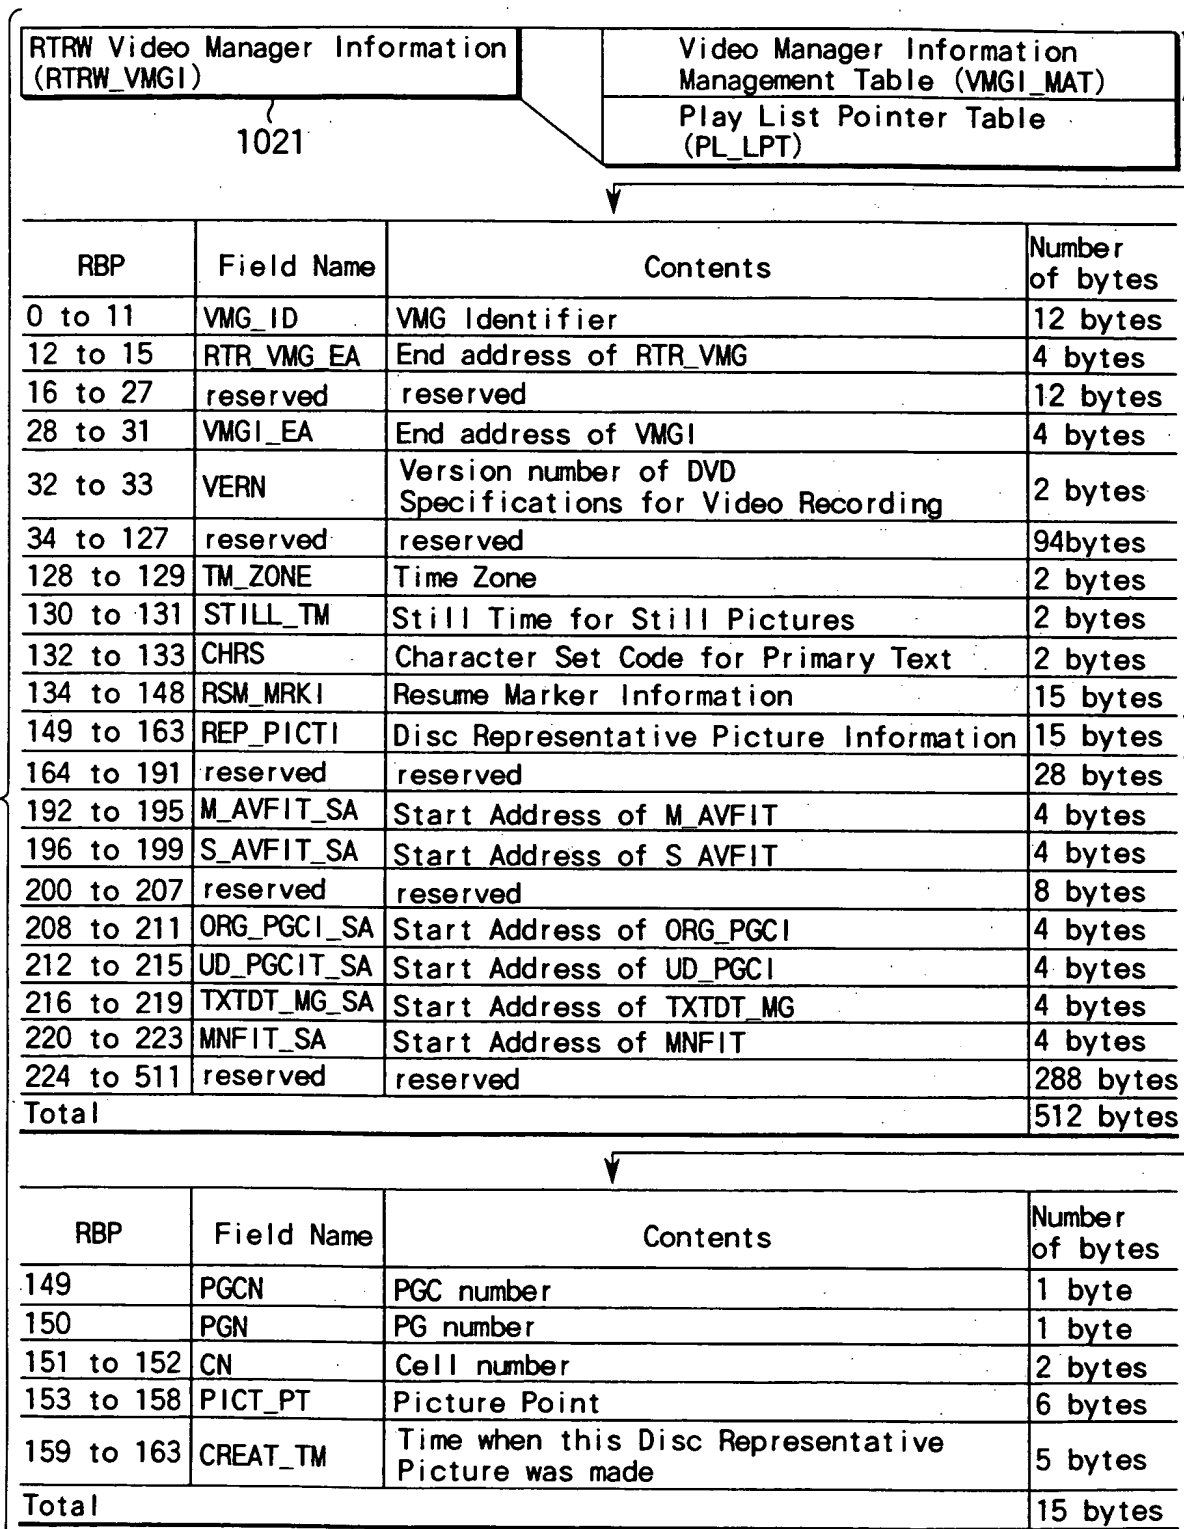 RTRW Video Manager Information
(RTRW_VMGI)
1021
Video Manager Information
Management Table (VMGI_MAT)
Play List Pointer Table
(PL_LPT)
RBP Field Name Contents Number of bytes
0 to 11 VMG_ID VMG Identifier 12 bytes
12 to 15 RTR_VMG_EA End address of RTR_VMG 4 bytes
16 to 27 reserved reserved 12 bytes
28 to 31 VMGI_EA End address of VMGI 4 bytes
32 to 33 VERN Version number of DVD
Specifications for Video Recording 2 bytes
34 to 127 reserved reserved 94bytes
128 to 129 TM_ZONE Time Zone 2 bytes
130 to 131 STILL_TM Still Time for Still Pictures 2 bytes
132 to 133 CHRS Character Set Code for Primary Text 2 bytes
134 to 148 RSM_MRKI Resume Marker Information 15 bytes
149 to 163 REP_PICTI Disc Representative Picture Information 15 bytes
164 to 191 reserved reserved 28 bytes
192 to 195 M_AVFIT_SA Start Address of M_AVFIT 4 bytes
196 to 199 S_AVFIT_SA Start Address of S_AVFIT 4 bytes
200 to 207 reserved reserved 8 bytes
208 to 211 ORG_PGCI_SA Start Address of ORG_PGCI 4 bytes
212 to 215 UD_PGCIT_SA Start Address of UD_PGCI 4 bytes
216 to 219 TXTDT_MG_SA Start Address of TXTDT_MG 4 bytes
220 to 223 MNFIT_SA Start Address of MNFIT 4 bytes
224 to 511 reserved reserved 288 bytes
Total 512 bytes
RBP Field Name Contents Number of bytes
149 PGCN PGC number 1 byte
150 PGN PG number 1 byte
151 to 152 CN Cell number 2 bytes
153 to 158 PICT_PT Picture Point 6 bytes
159 to 163 CREAT_TM Time when this Disc Representative
Picture was made 5 bytes
Total 15 bytes